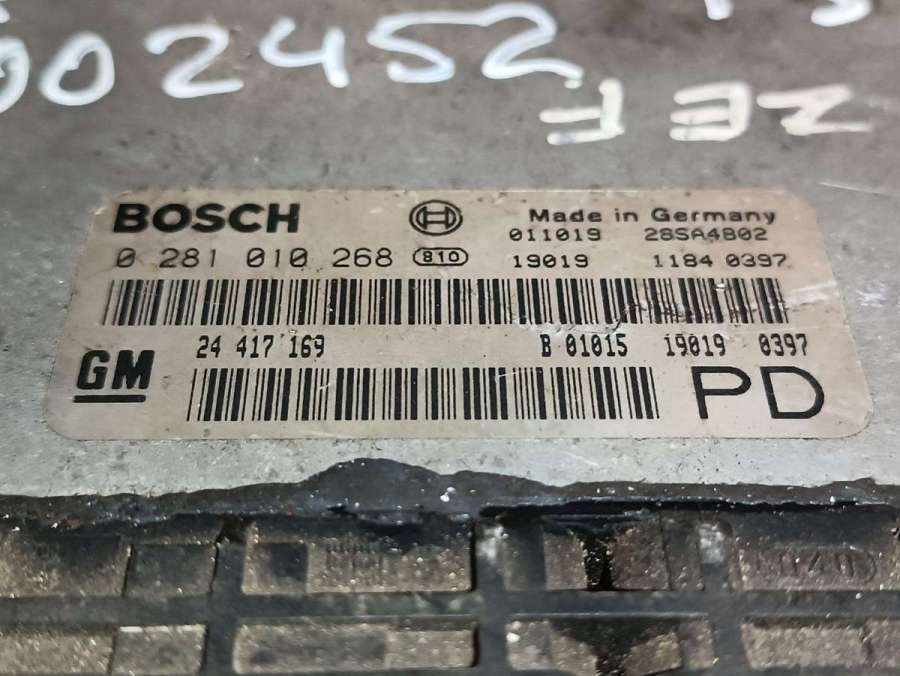 002452
ZEF
BOSCH Made in Germany
011019 28SA4802
0 281 010 268 810 19019 1184 0397
24 417 169 B 01015 19019 0397
GM PD